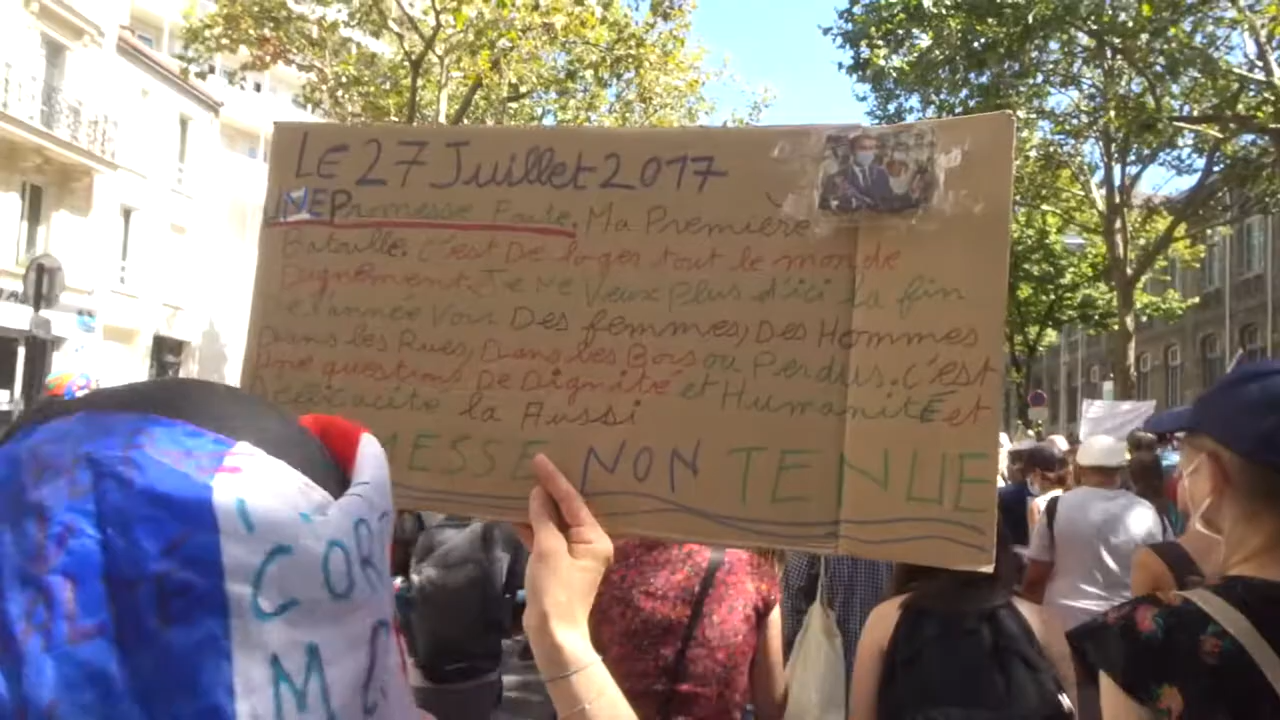 LE 27 Juillet 2017
UNE Promesse Faite. Ma Première
Bataille. C'est De loger tout le monde
Dignement. Je Ne Veux Plus d'ici la fin
De l'année Voir Des femmes, Des Hommes
Dans les Rues, Dans les Bois ou Perdus. C'est
Une question De Dignité et HumanitÉ et
D'éfficacité la Aussi
MESSE NON TENUE
COR
M